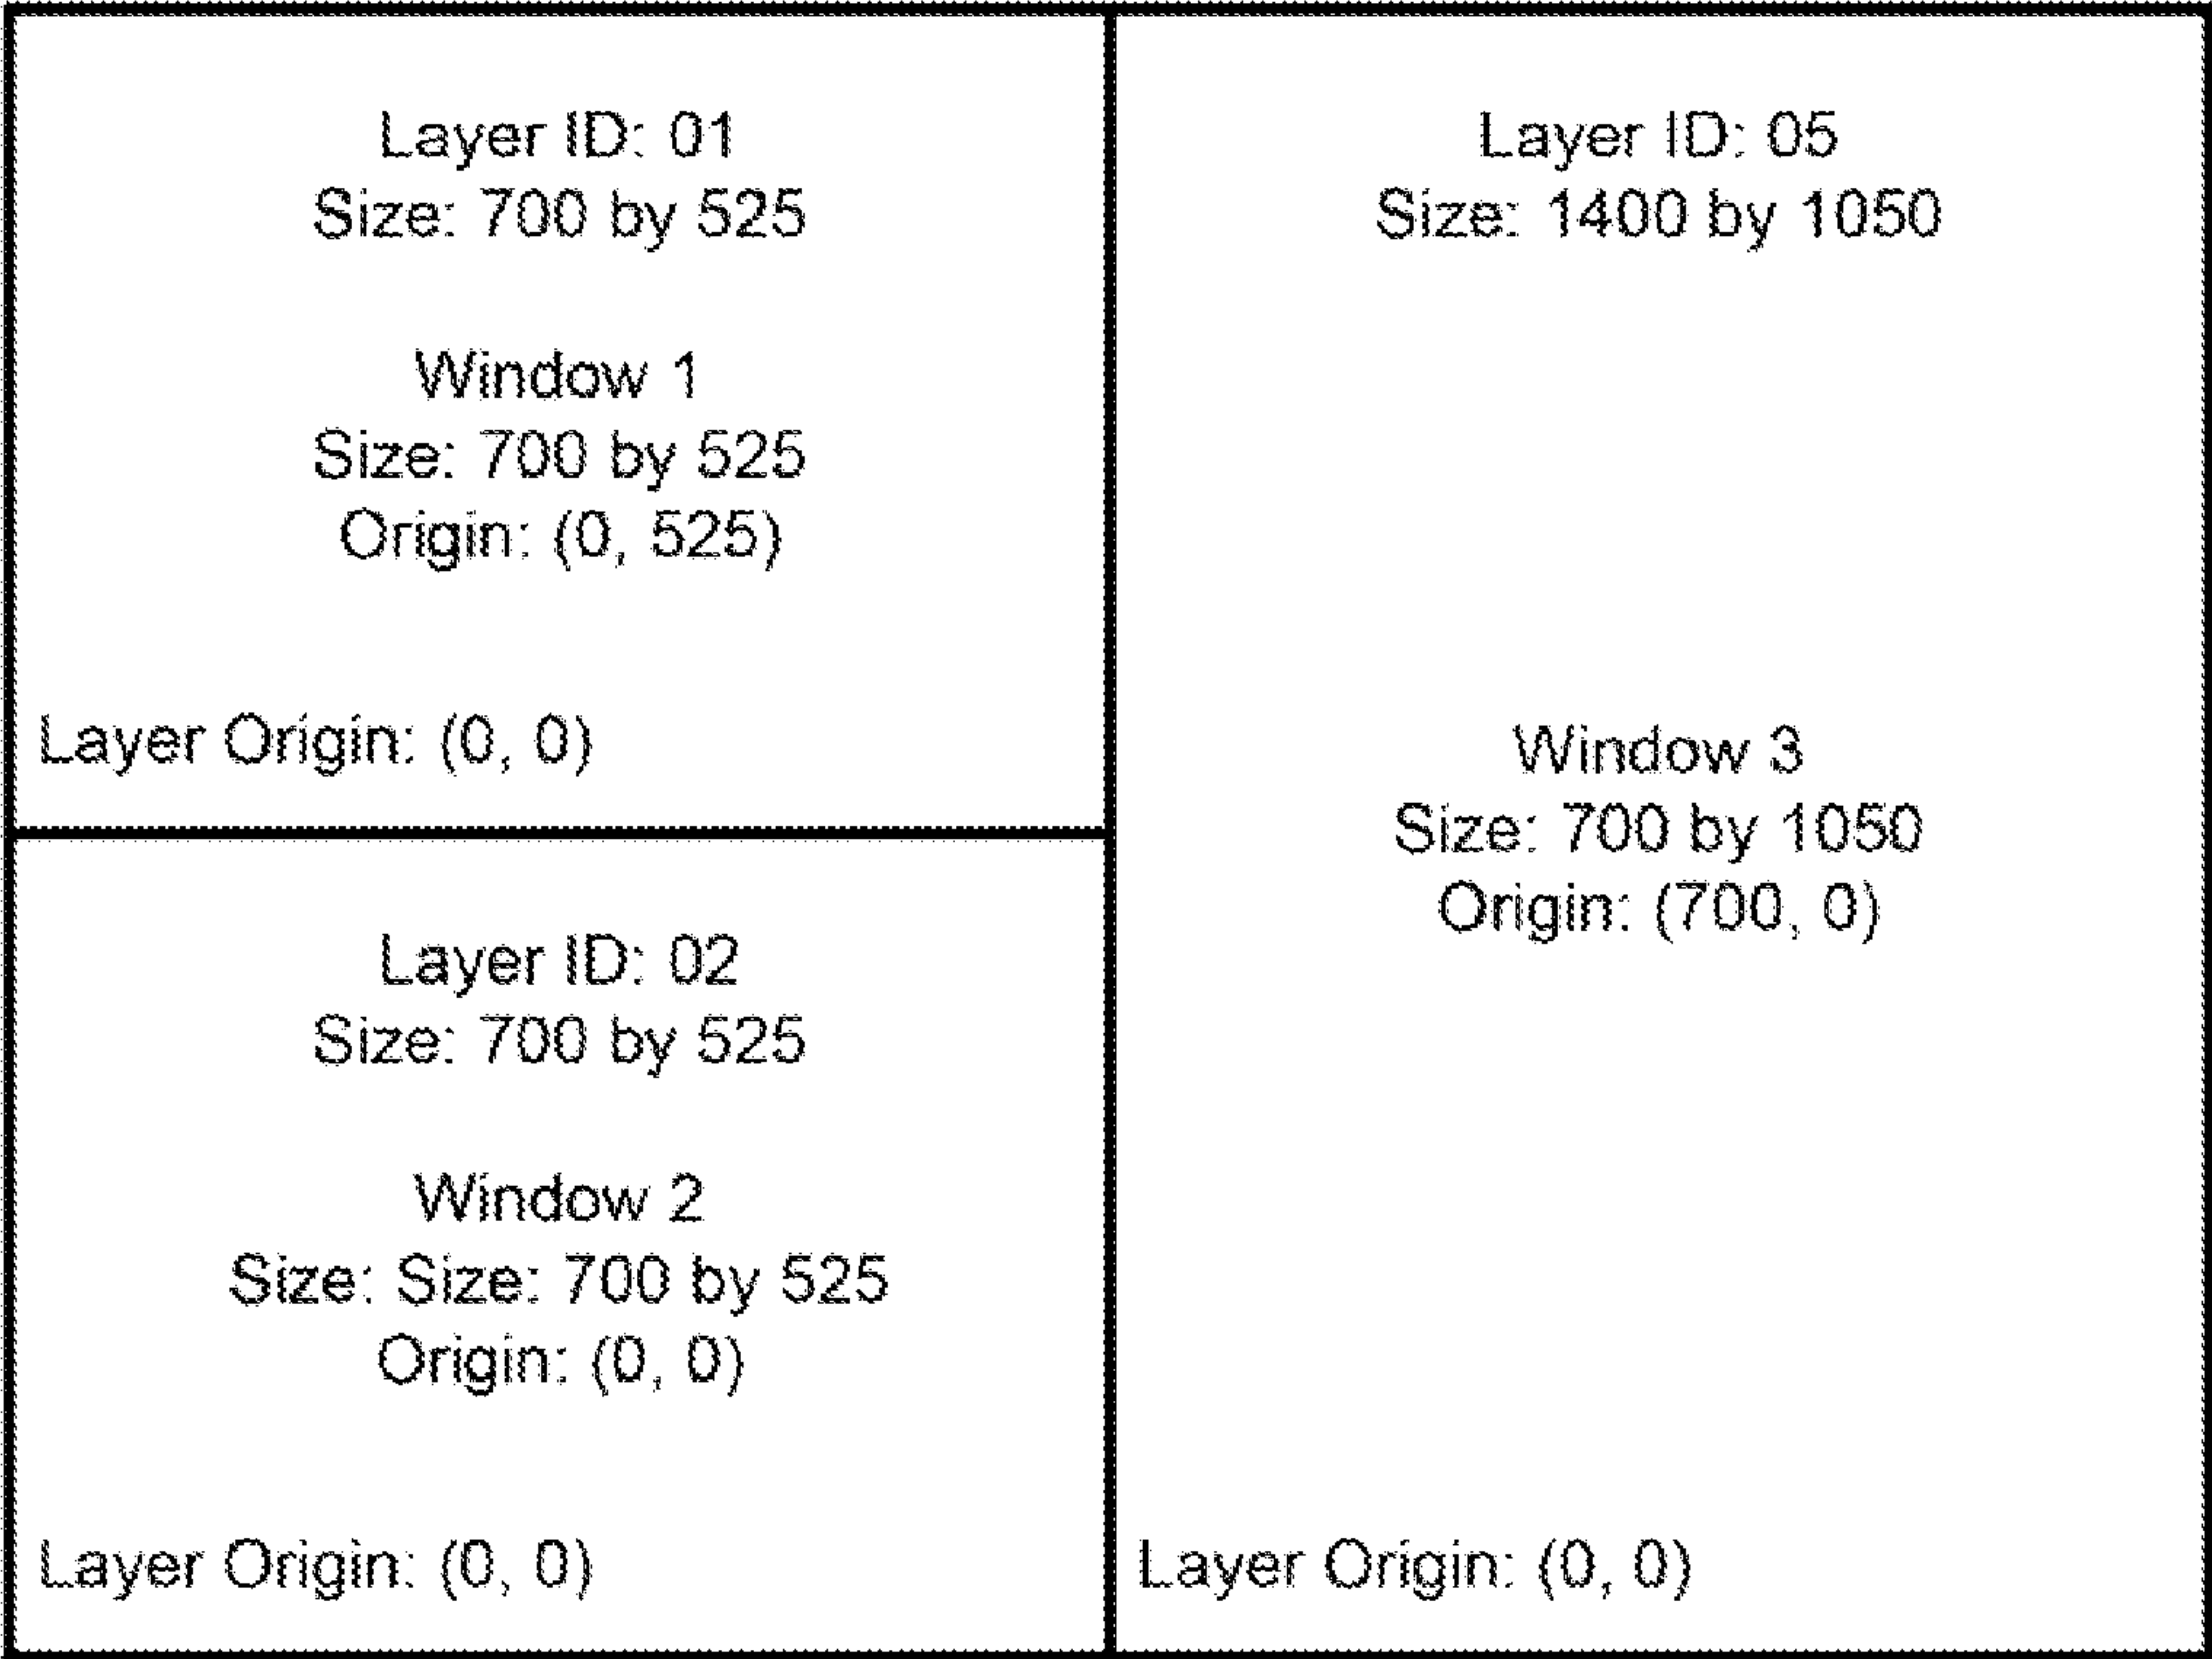 Layer ID: 01
Size: 700 by 525
Window 1
Size: 700 by 525
Origin: (0, 525)
Layer Origin: (0, 0)
Layer ID: 02
Size: 700 by 525
Window 2
Size: Size: 700 by 525
Origin: (0, 0)
Layer Origin: (0, 0)
Layer ID: 05
Size: 1400 by 1050
Window 3
Size: 700 by 1050
Origin: (700, 0)
Layer Origin: (0, 0)